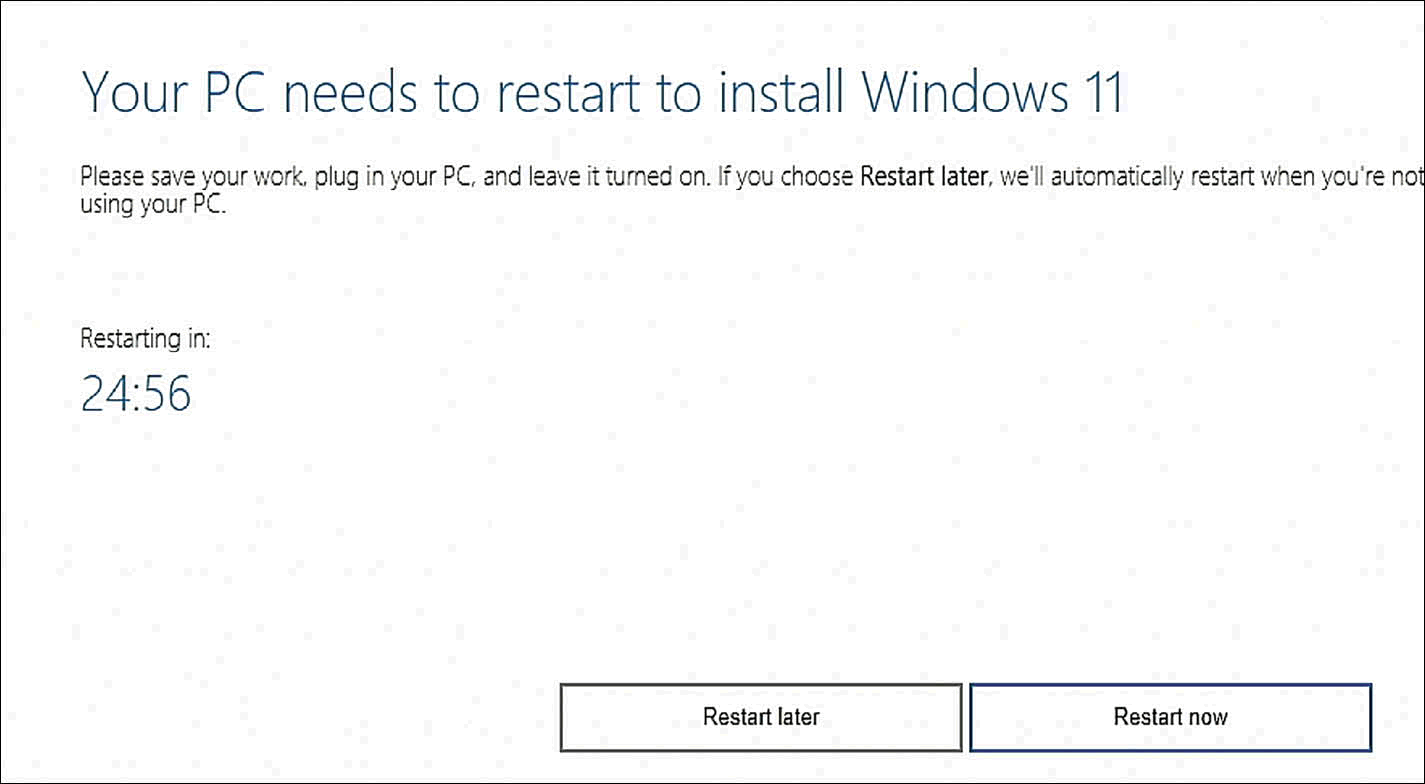 Your PC needs to restart to install Windows 11
Please save your work, plug in your PC, and leave it turned on. If you choose Restart later, we'll automatically restart when you're not
using your PC.
Restarting in:
24:56
Restart later
Restart now